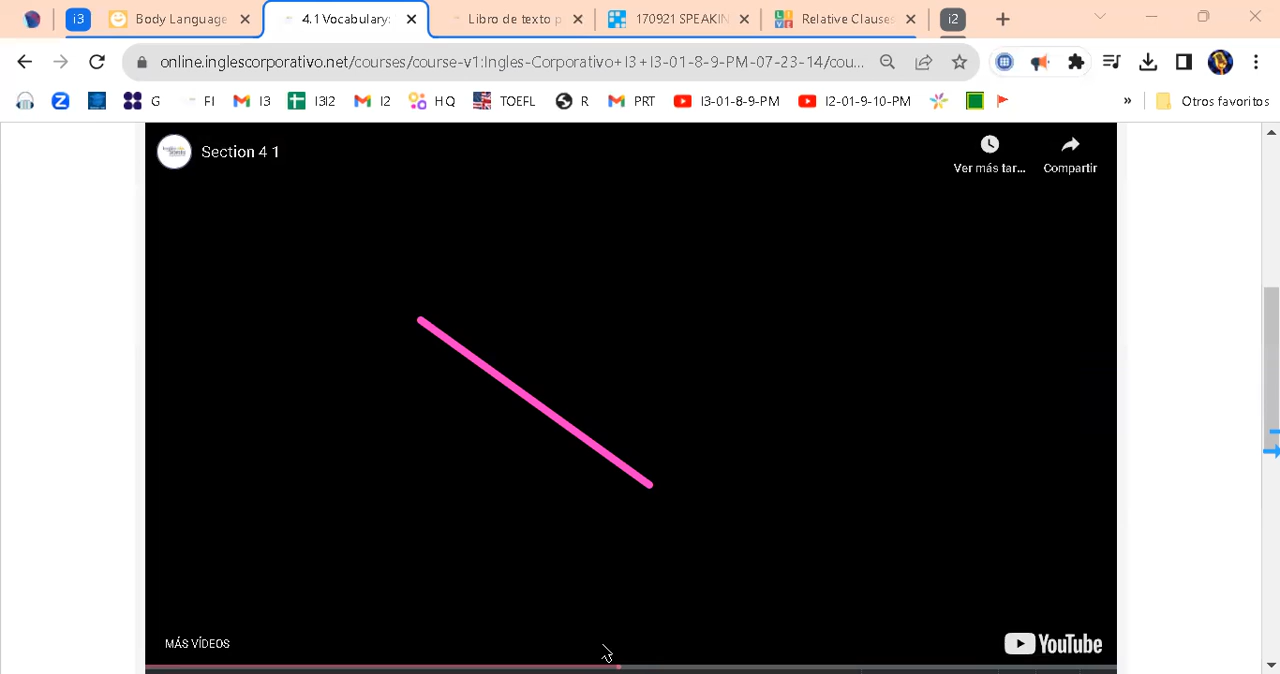 i3 Body Language 4.1 Vocabulary: Libro de texto p 170921 SPEAKIN Relative Clauses i2
online.inglescorporativo.net/courses/course-v1:Ingles-Corporativo+I3+I3-01-8-9-PM-07-23-14/cou...
G FI I3 I3I2 I2 HQ TOEFL R PRT I3-01-8-9-PM I2-01-9-10-PM » Otros favoritos
Section 4 1
Ver más tar... Compartir
MÁS VÍDEOS
YouTube